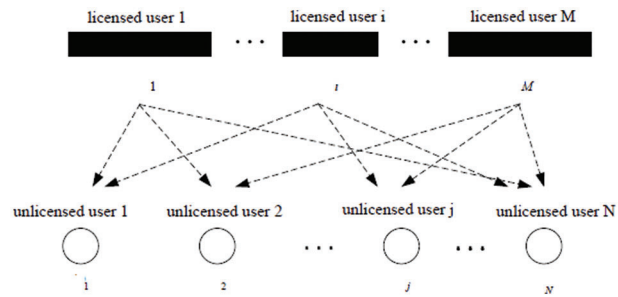 licensed user 1 ... licensed user i ... licensed user M
1 i M
unlicensed user 1 unlicensed user 2 unlicensed user j unlicensed user N
... ...
1 2 j N